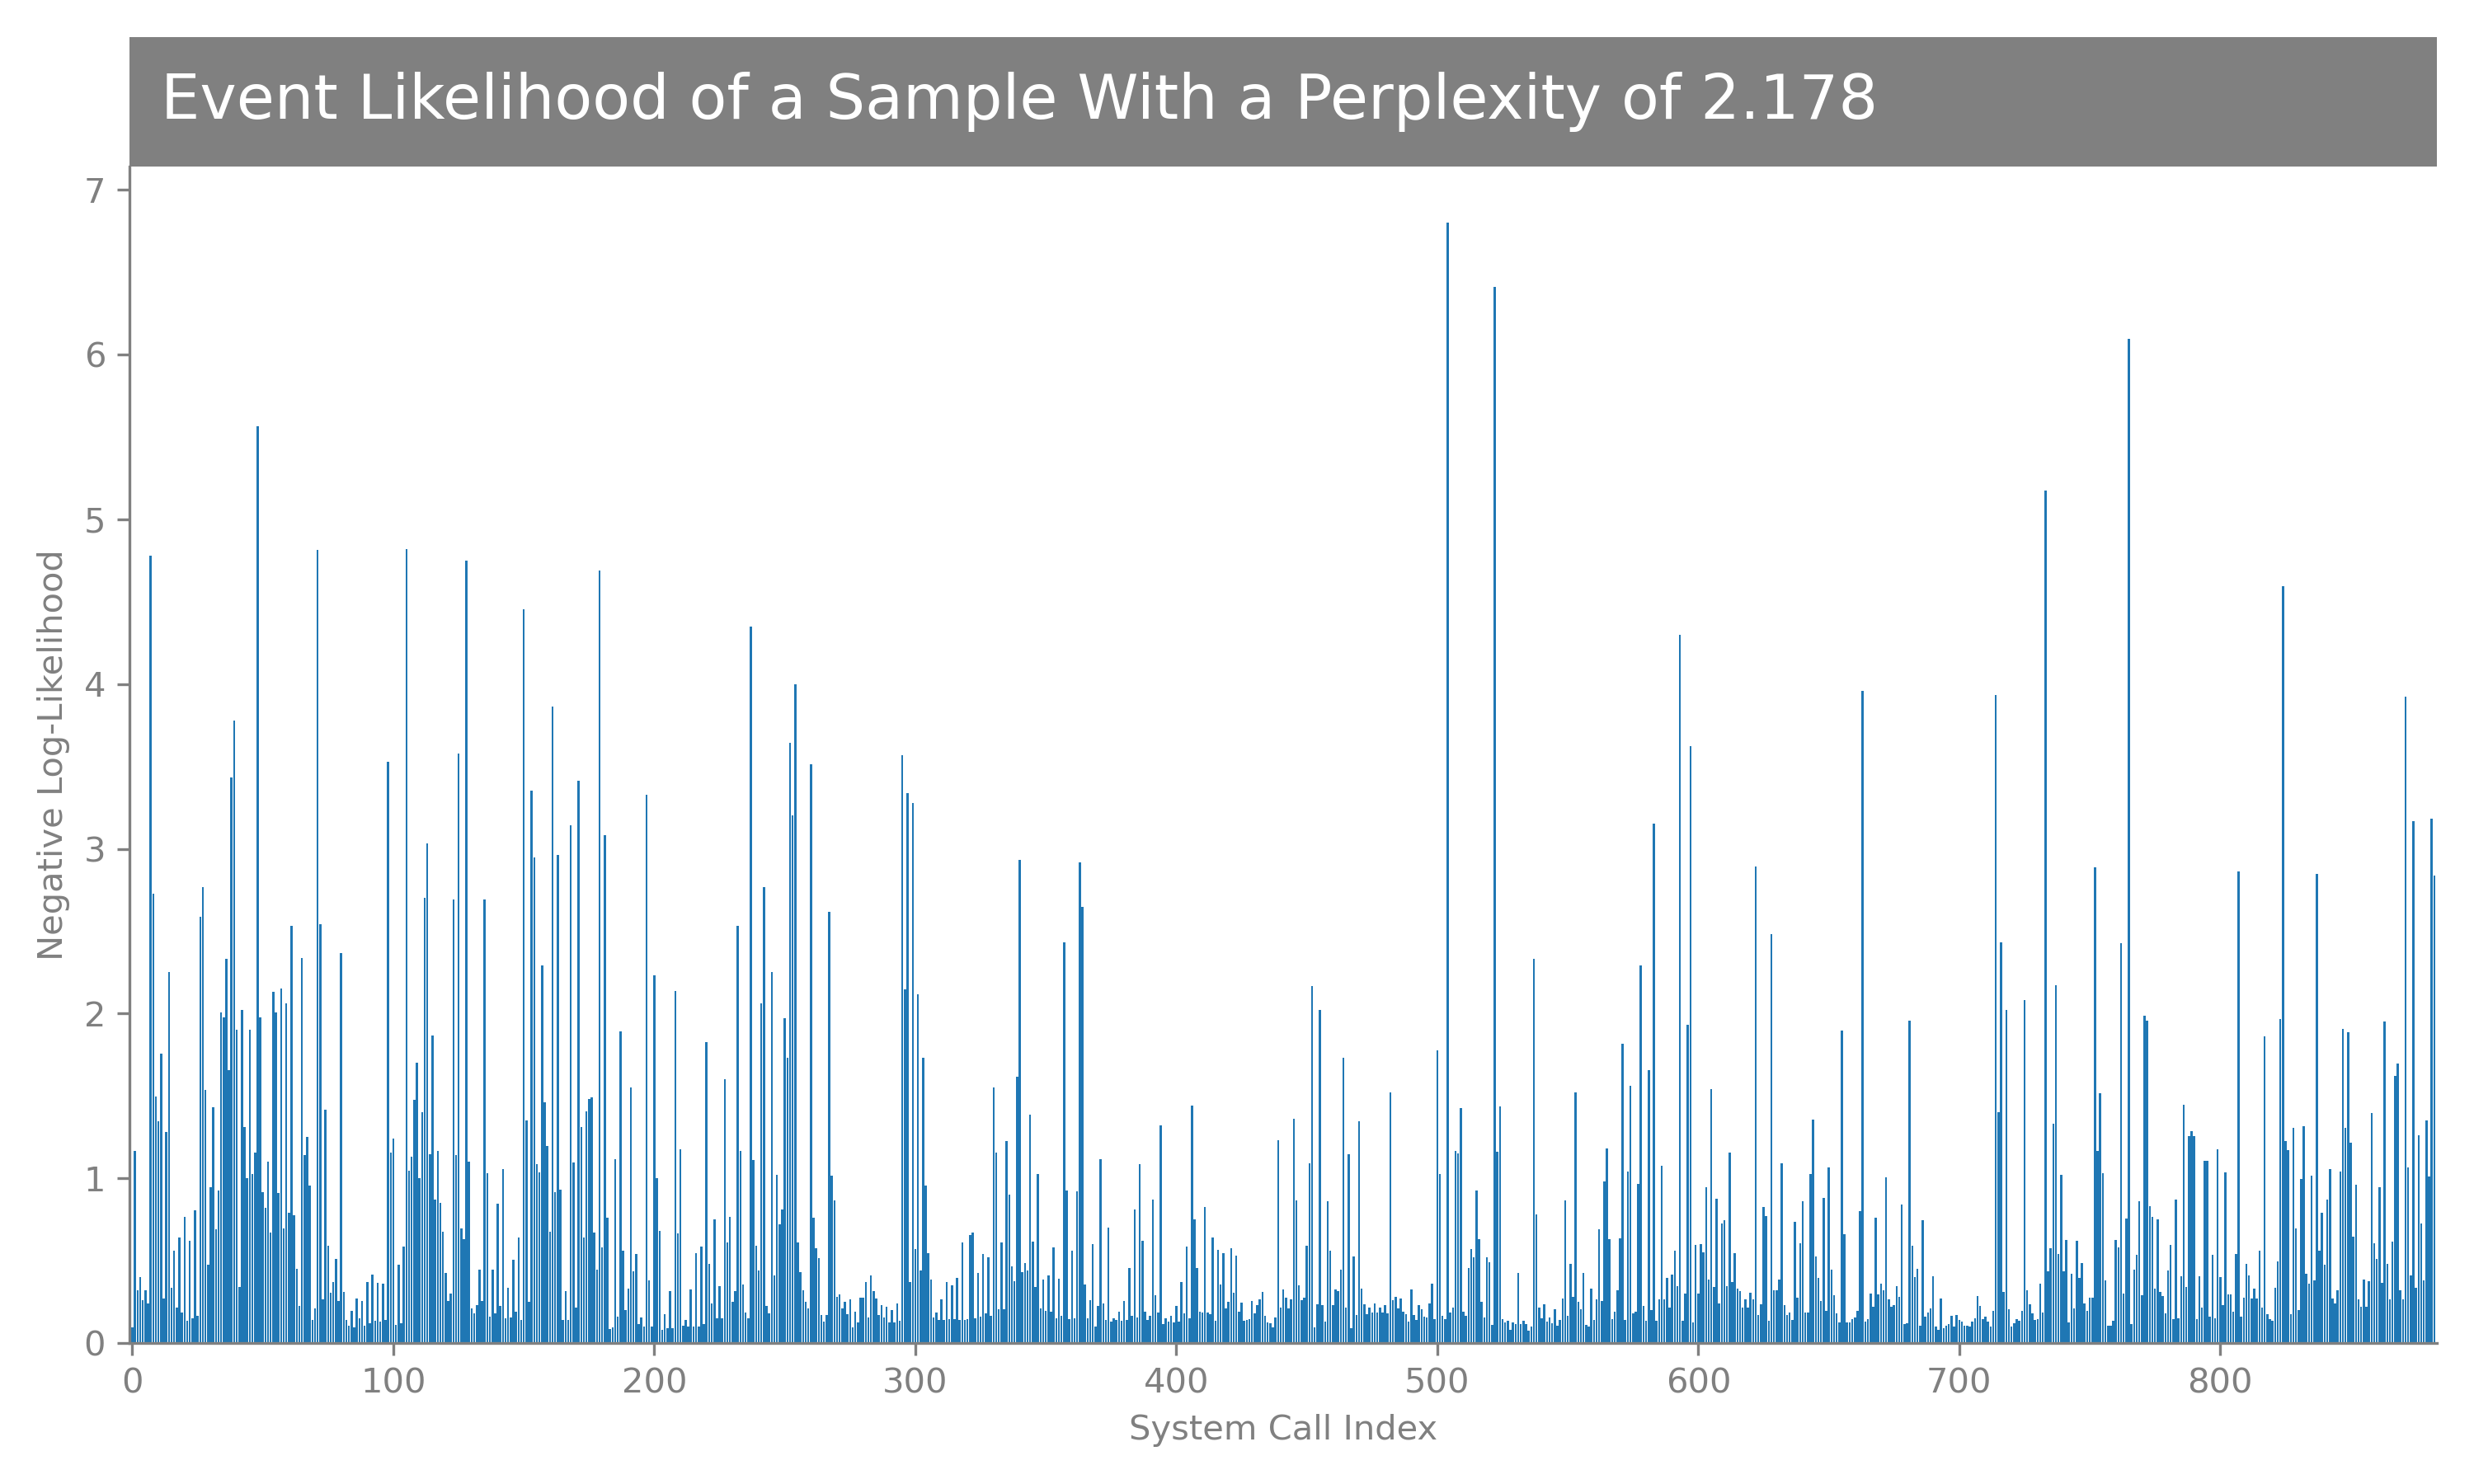 Event Likelihood of a Sample With a Perplexity of 2.178
7
6
5
4
3
2
1
0
Negative Log-Likelihood
0 100 200 300 400 500 600 700 800
System Call Index